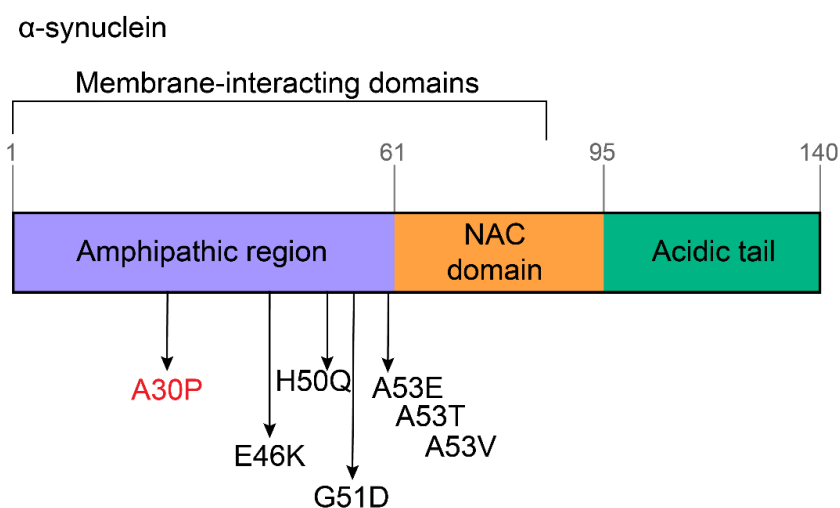 α-synuclein
Membrane-interacting domains
1 61 95 140
Amphipathic region
NAC
domain
Acidic tail
A30P
H50Q
A53E
A53T
A53V
E46K
G51D